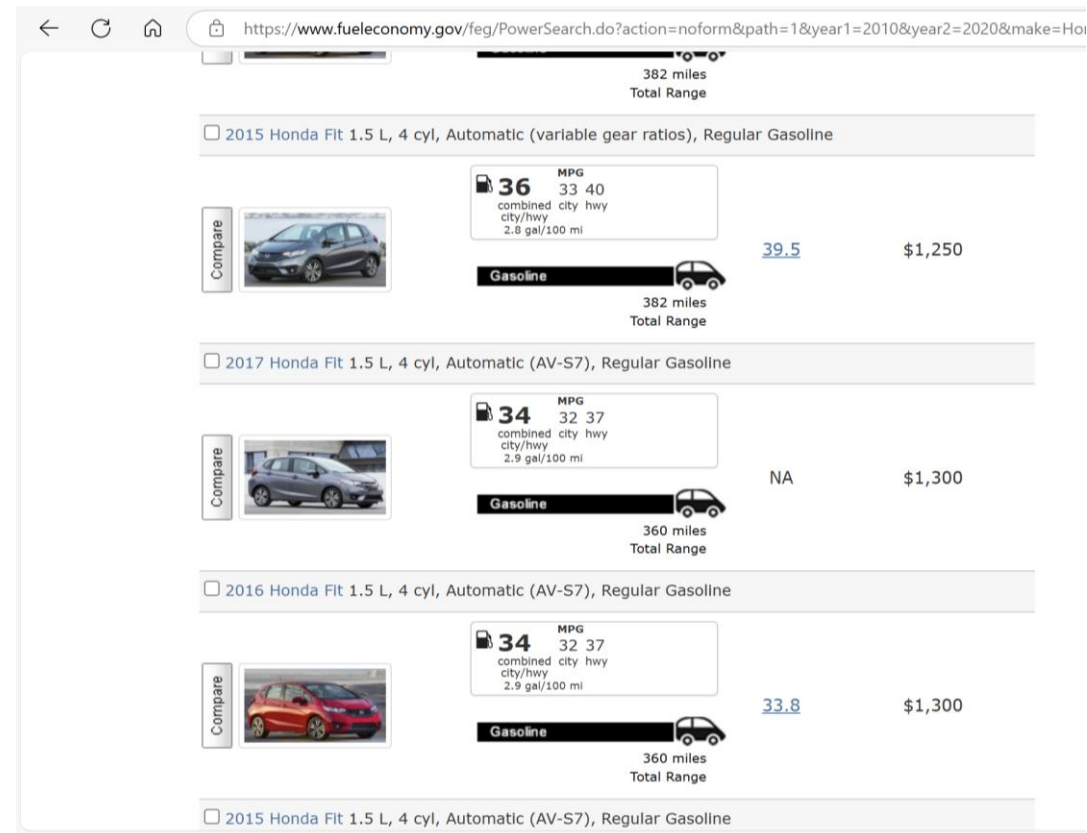 https://www.fueleconomy.gov/feg/PowerSearch.do?action=noform&path=1&year1=2010&year2=2020&make=Hon
382 miles
Total Range
2015 Honda Fit 1.5 L, 4 cyl, Automatic (variable gear ratios), Regular Gasoline
Compare
MPG
36 33 40
combined city hwy
city/hwy
2.8 gal/100 mi
39.5 $1,250
Gasoline
382 miles
Total Range
2017 Honda Fit 1.5 L, 4 cyl, Automatic (AV-S7), Regular Gasoline
Compare
MPG
34 32 37
combined city hwy
city/hwy
2.9 gal/100 mi
NA $1,300
Gasoline
360 miles
Total Range
2016 Honda Fit 1.5 L, 4 cyl, Automatic (AV-S7), Regular Gasoline
Compare
MPG
34 32 37
combined city hwy
city/hwy
2.9 gal/100 mi
33.8 $1,300
Gasoline
360 miles
Total Range
2015 Honda Fit 1.5 L, 4 cyl, Automatic (AV-S7), Regular Gasoline